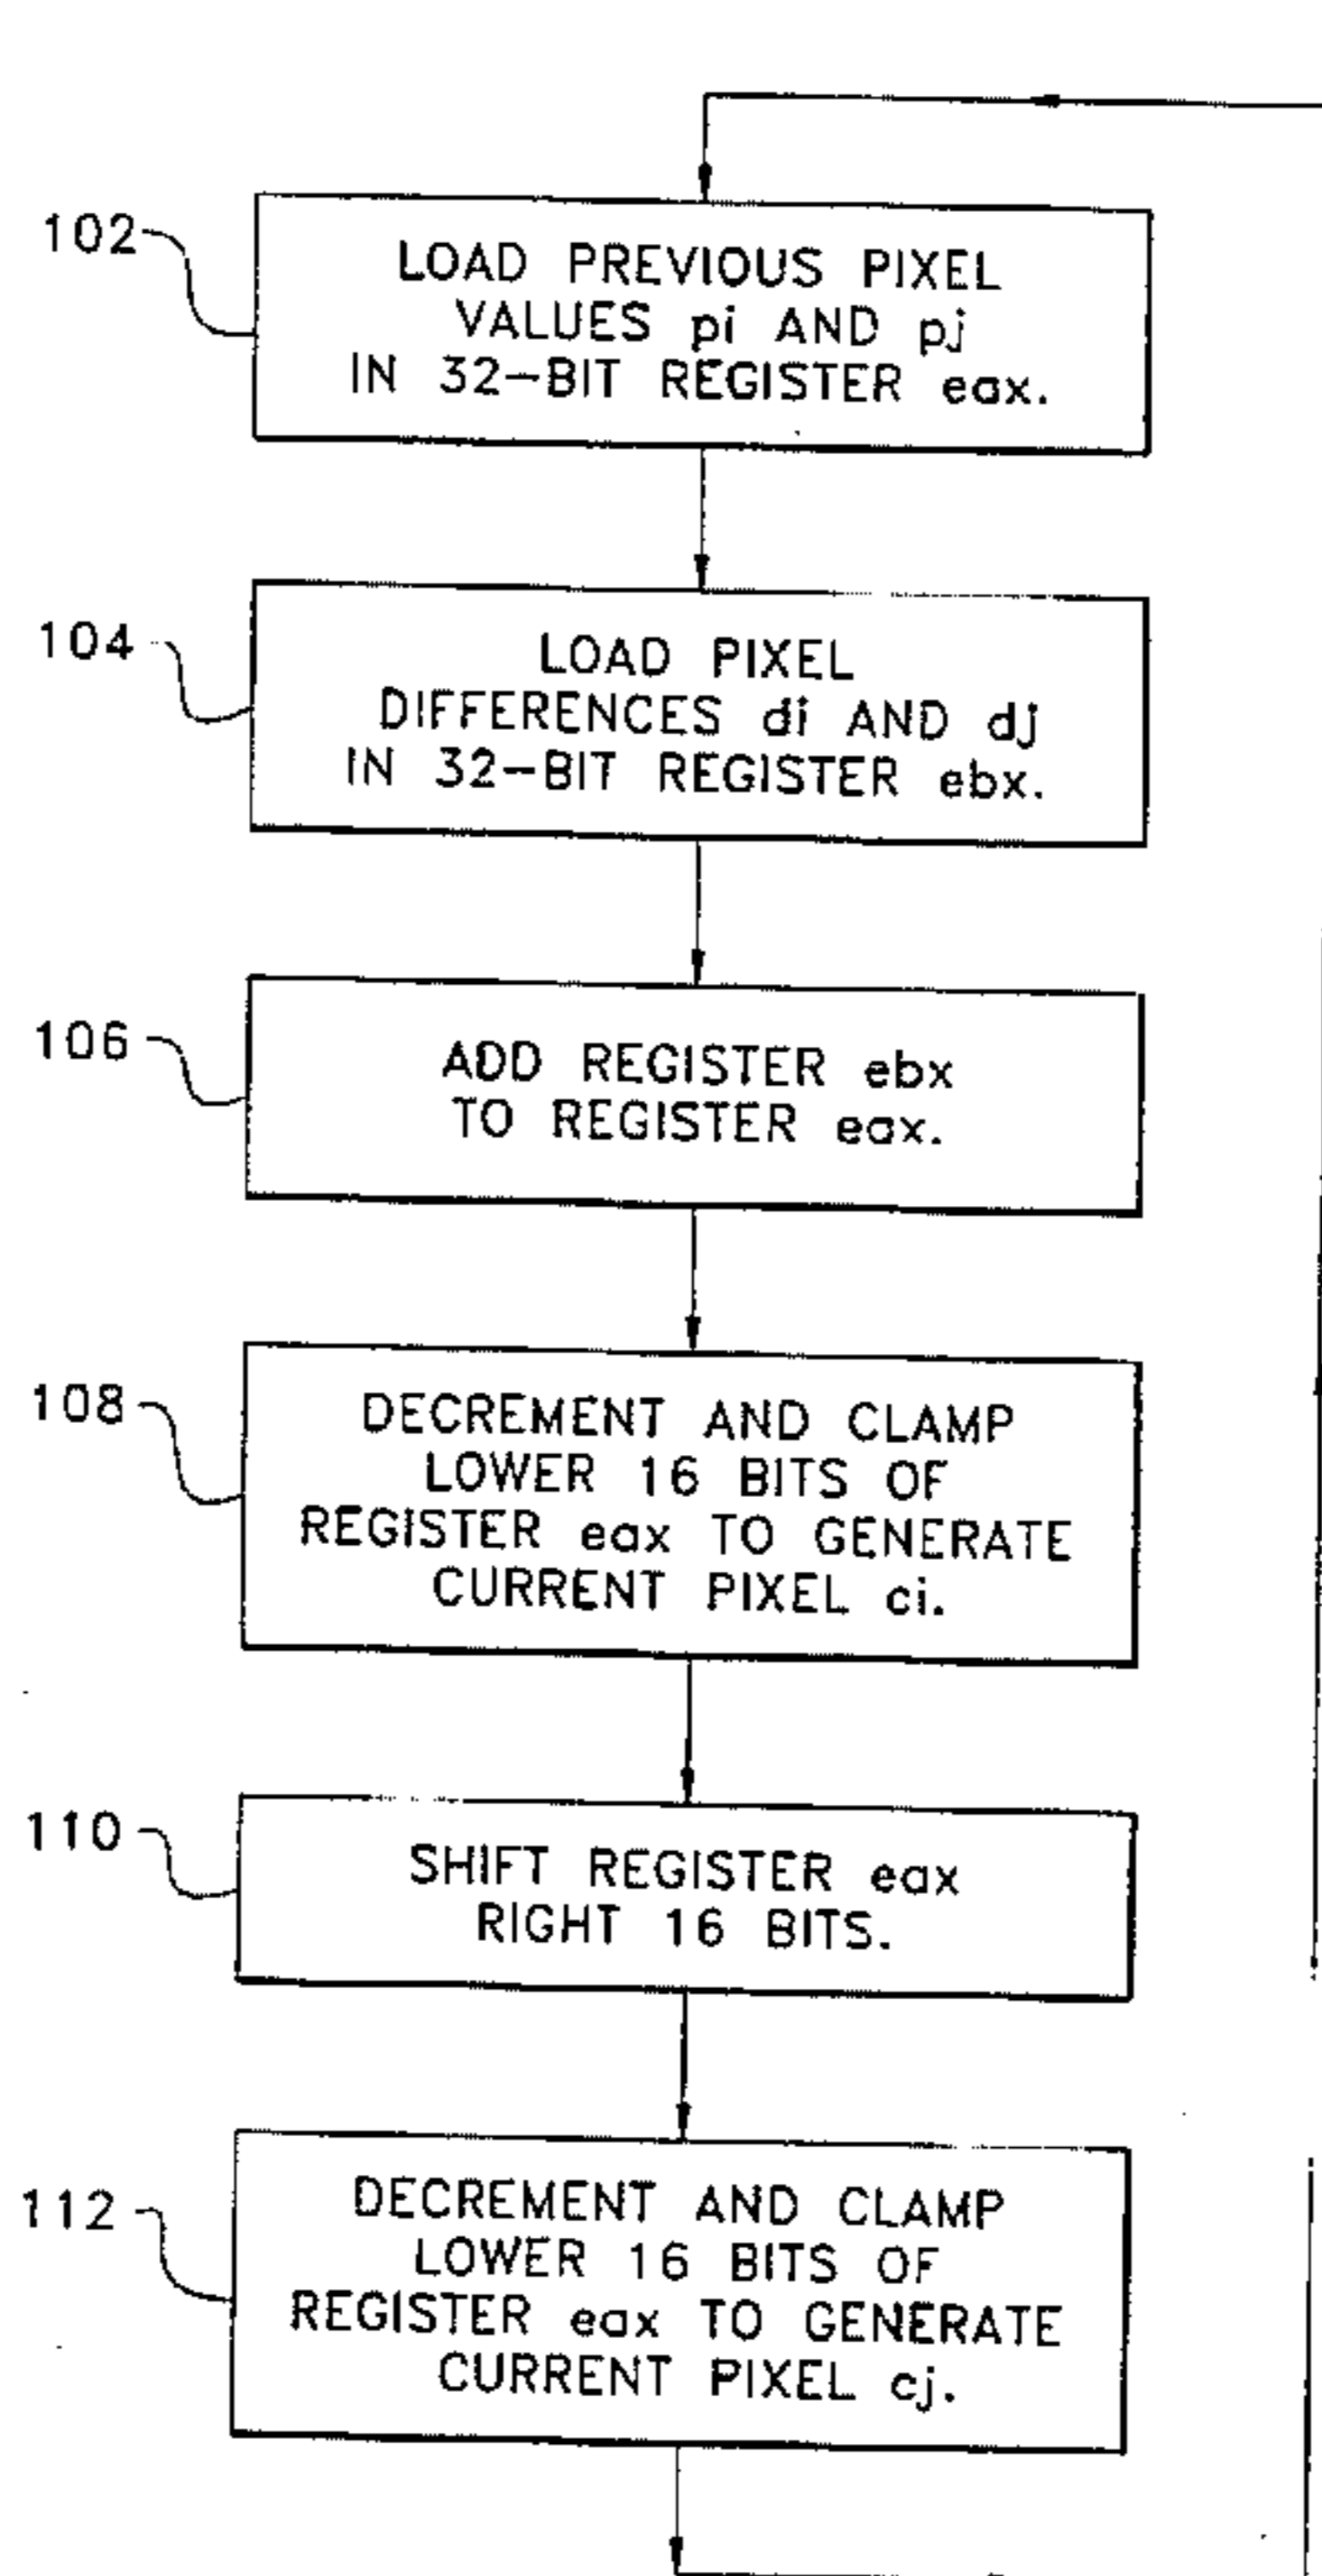 102
LOAD PREVIOUS PIXEL
VALUES pi AND pj
IN 32-BIT REGISTER eax.
104
LOAD PIXEL
DIFFERENCES di AND dj
IN 32-BIT REGISTER ebx.
106
ADD REGISTER ebx
TO REGISTER eax.
108
DECREMENT AND CLAMP
LOWER 16 BITS OF
REGISTER eax TO GENERATE
CURRENT PIXEL ci.
110
SHIFT REGISTER eax
RIGHT 16 BITS.
112
DECREMENT AND CLAMP
LOWER 16 BITS OF
REGISTER eax TO GENERATE
CURRENT PIXEL cj.